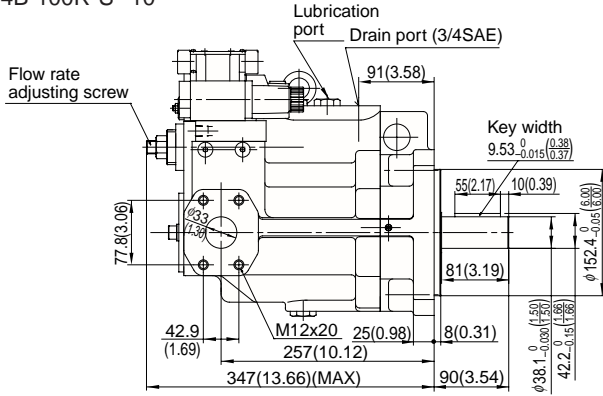 4B-100R-U*-10
Lubrication
port
Drain port (3/4SAE)
Flow rate
adjusting screw
91(3.58)
Key width
9.53 0 -0.015 (0.38 0.37)
55(2.17)
10(0.39)
77.8(3.06)
φ33
(1.30)
φ152.4 0 -0.05 (6.00 6.00)
81(3.19)
42.9
(1.69)
M12x20
25(0.98)
8(0.31)
257(10.12)
347(13.66)(MAX)
90(3.54)
φ38.1 0 -0.030 (1.50 1.50)
42.2 0 -0.15 (1.66 1.66)